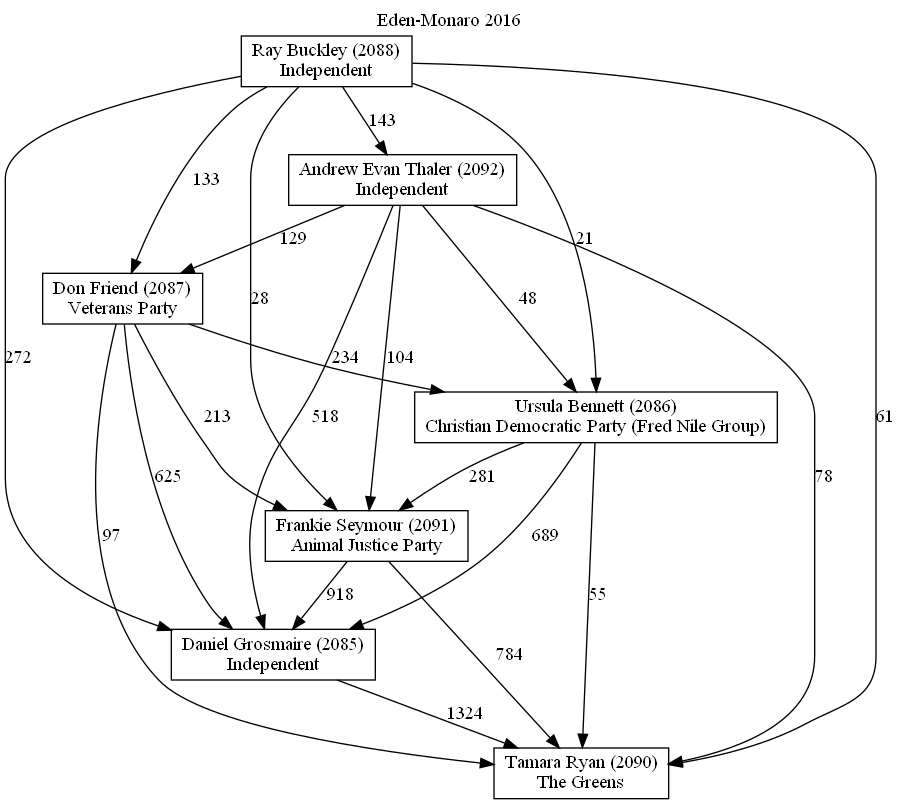 Eden-Monaro 2016
Ray Buckley (2088)
Independent
143
Andrew Evan Thaler (2092)
Independent
133
129
21
Don Friend (2087)
Veterans Party
28
48
272
234
104
Ursula Bennett (2086)
Christian Democratic Party (Fred Nile Group)
213
518
61
625
281
78
Frankie Seymour (2091)
Animal Justice Party
97
689
918
55
Daniel Grosmaire (2085)
Independent
784
1324
Tamara Ryan (2090)
The Greens